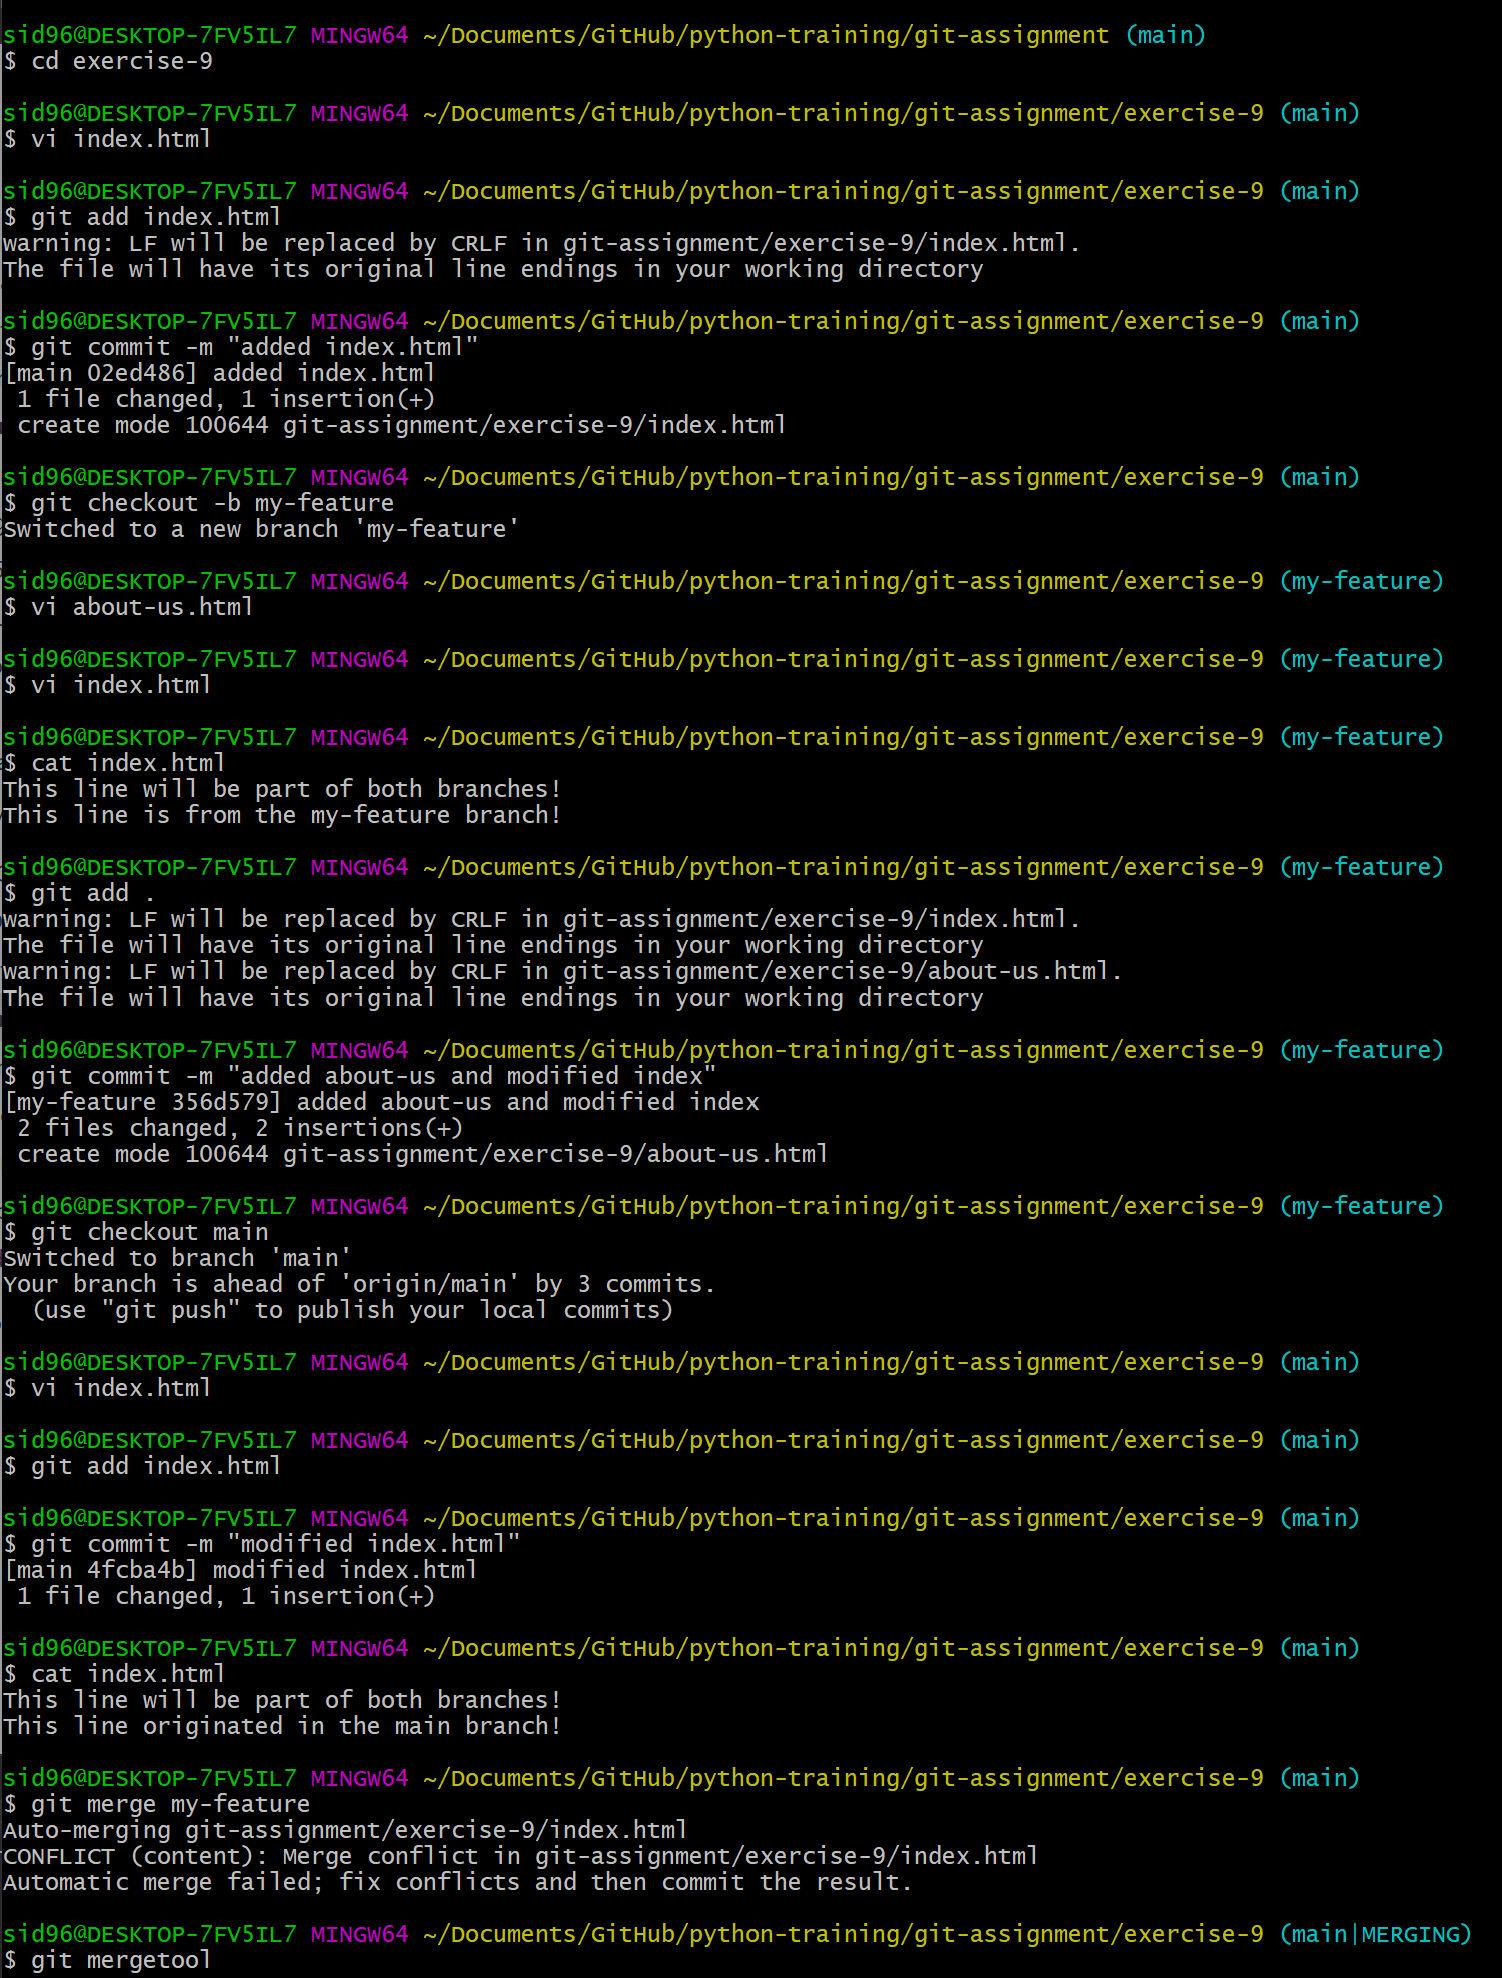 sid96@DESKTOP-7FV5IL7 MINGW64 ~/Documents/GitHub/python-training/git-assignment (main)
$ cd exercise-9

sid96@DESKTOP-7FV5IL7 MINGW64 ~/Documents/GitHub/python-training/git-assignment/exercise-9 (main)
$ vi index.html

sid96@DESKTOP-7FV5IL7 MINGW64 ~/Documents/GitHub/python-training/git-assignment/exercise-9 (main)
$ git add index.html
warning: LF will be replaced by CRLF in git-assignment/exercise-9/index.html.
The file will have its original line endings in your working directory

sid96@DESKTOP-7FV5IL7 MINGW64 ~/Documents/GitHub/python-training/git-assignment/exercise-9 (main)
$ git commit -m "added index.html"
[main 02ed486] added index.html
 1 file changed, 1 insertion(+)
 create mode 100644 git-assignment/exercise-9/index.html

sid96@DESKTOP-7FV5IL7 MINGW64 ~/Documents/GitHub/python-training/git-assignment/exercise-9 (main)
$ git checkout -b my-feature
Switched to a new branch 'my-feature'

sid96@DESKTOP-7FV5IL7 MINGW64 ~/Documents/GitHub/python-training/git-assignment/exercise-9 (my-feature)
$ vi about-us.html

sid96@DESKTOP-7FV5IL7 MINGW64 ~/Documents/GitHub/python-training/git-assignment/exercise-9 (my-feature)
$ vi index.html

sid96@DESKTOP-7FV5IL7 MINGW64 ~/Documents/GitHub/python-training/git-assignment/exercise-9 (my-feature)
$ cat index.html
This line will be part of both branches!
This line is from the my-feature branch!

sid96@DESKTOP-7FV5IL7 MINGW64 ~/Documents/GitHub/python-training/git-assignment/exercise-9 (my-feature)
$ git add .
warning: LF will be replaced by CRLF in git-assignment/exercise-9/index.html.
The file will have its original line endings in your working directory
warning: LF will be replaced by CRLF in git-assignment/exercise-9/about-us.html.
The file will have its original line endings in your working directory

sid96@DESKTOP-7FV5IL7 MINGW64 ~/Documents/GitHub/python-training/git-assignment/exercise-9 (my-feature)
$ git commit -m "added about-us and modified index"
[my-feature 356d579] added about-us and modified index
 2 files changed, 2 insertions(+)
 create mode 100644 git-assignment/exercise-9/about-us.html

sid96@DESKTOP-7FV5IL7 MINGW64 ~/Documents/GitHub/python-training/git-assignment/exercise-9 (my-feature)
$ git checkout main
Switched to branch 'main'
Your branch is ahead of 'origin/main' by 3 commits.
  (use "git push" to publish your local commits)

sid96@DESKTOP-7FV5IL7 MINGW64 ~/Documents/GitHub/python-training/git-assignment/exercise-9 (main)
$ vi index.html

sid96@DESKTOP-7FV5IL7 MINGW64 ~/Documents/GitHub/python-training/git-assignment/exercise-9 (main)
$ git add index.html

sid96@DESKTOP-7FV5IL7 MINGW64 ~/Documents/GitHub/python-training/git-assignment/exercise-9 (main)
$ git commit -m "modified index.html"
[main 4fcba4b] modified index.html
 1 file changed, 1 insertion(+)

sid96@DESKTOP-7FV5IL7 MINGW64 ~/Documents/GitHub/python-training/git-assignment/exercise-9 (main)
$ cat index.html
This line will be part of both branches!
This line originated in the main branch!

sid96@DESKTOP-7FV5IL7 MINGW64 ~/Documents/GitHub/python-training/git-assignment/exercise-9 (main)
$ git merge my-feature
Auto-merging git-assignment/exercise-9/index.html
CONFLICT (content): Merge conflict in git-assignment/exercise-9/index.html
Automatic merge failed; fix conflicts and then commit the result.

sid96@DESKTOP-7FV5IL7 MINGW64 ~/Documents/GitHub/python-training/git-assignment/exercise-9 (main|MERGING)
$ git mergetool